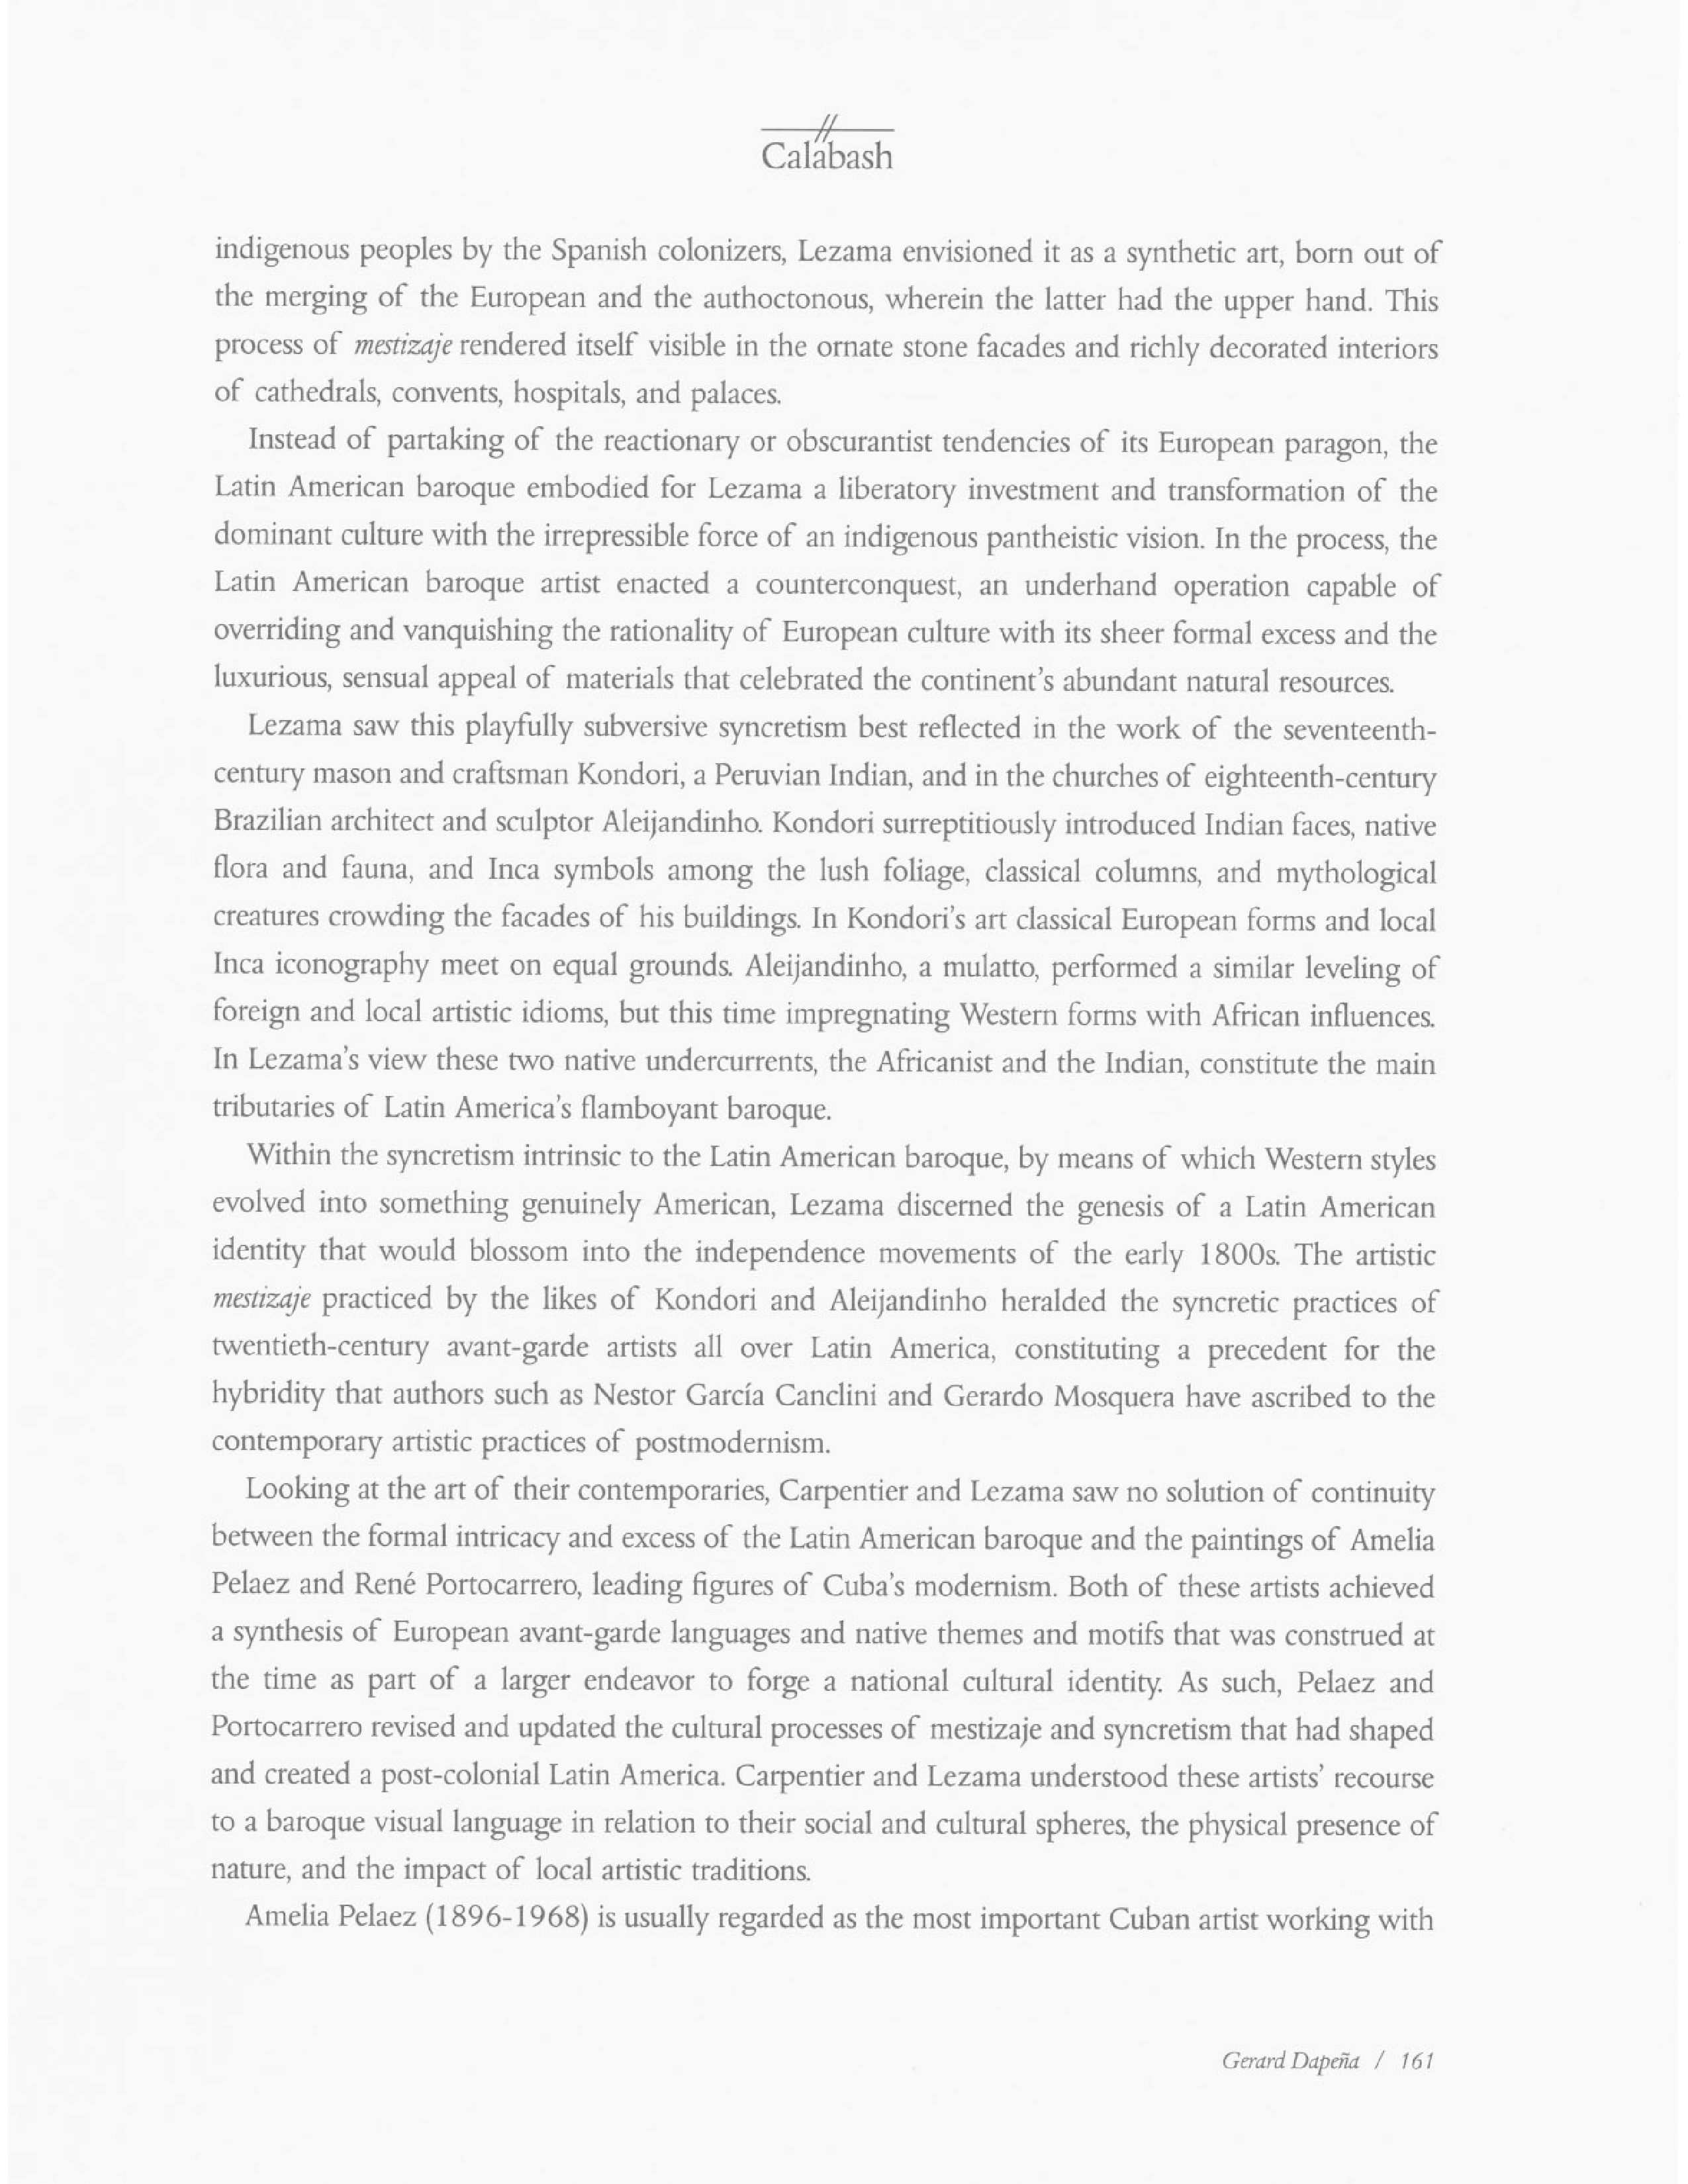 Calabash
indigenous peoples by the Spanish colonizers, Lezama envisioned it as a synthetic art, born out of
the merging of the European and the authoctonous, wherein the latter had the upper hand. This
process of mestizaje rendered itself visible in the ornate stone facades and richly decorated interiors
of cathedrals, convents, hospitals, and palaces.
Instead of partaking of the reactionary or obscurantist tendencies of its European paragon, the
Latin American baroque embodied for Lezama a liberatory investment and transformation of the
dominant culture with the irrepressible force of an indigenous pantheistic vision. In the process, the
Latin American baroque artist enacted a counterconquest, an underhand operation capable of
overriding and vanquishing the rationality of European culture with its sheer formal excess and the
luxurious, sensual appeal of materials that celebrated the continent's abundant natural resources.
Lezama saw this playfully subversive syncretism best reflected in the work of the seventeenth-
century mason and craftsman Kondori, a Peruvian Indian, and in the churches of eighteenth-century
Brazilian architect and sculptor Aleijandinho. Kondori surreptitiously introduced Indian faces, native
flora and fauna, and Inca symbols among the lush foliage, classical columns, and mythological
creatures crowding the facades of his buildings. In Kondori's art classical European forms and local
Inca iconography meet on equal grounds. Aleijandinho, a mulatto, performed a similar leveling of
foreign and local artistic idioms, but this time impregnating Western forms with African influences.
In Lezama's view these two native undercurrents, the Africanist and the Indian, constitute the main
tributaries of Latin America's flamboyant baroque.
Within the syncretism intrinsic to the Latin American baroque, by means of which Western styles
evolved into something genuinely American, Lezama discerned the genesis of a Latin American
identity that would blossom into the independence movements of the early 1800s. The artistic
mestizaje practiced by the likes of Kondori and Aleijandinho heralded the syncretic practices of
twentieth-century avant-garde artists all over Latin America, constituting a precedent for the
hybridity that authors such as Nestor García Canclini and Gerardo Mosquera have ascribed to the
contemporary artistic practices of postmodernism.
Looking at the art of their contemporaries, Carpentier and Lezama saw no solution of continuity
between the formal intricacy and excess of the Latin American baroque and the paintings of Amelia
Pelaez and René Portocarrero, leading figures of Cuba's modernism. Both of these artists achieved
a synthesis of European avant-garde languages and native themes and motifs that was construed at
the time as part of a larger endeavor to forge a national cultural identity. As such, Pelaez and
Portocarrero revised and updated the cultural processes of mestizaje and syncretism that had shaped
and created a post-colonial Latin America. Carpentier and Lezama understood these artists' recourse
to a baroque visual language in relation to their social and cultural spheres, the physical presence of
nature, and the impact of local artistic traditions.
Amelia Pelaez (1896-1968) is usually regarded as the most important Cuban artist working with
Gerard Dapeña / 161